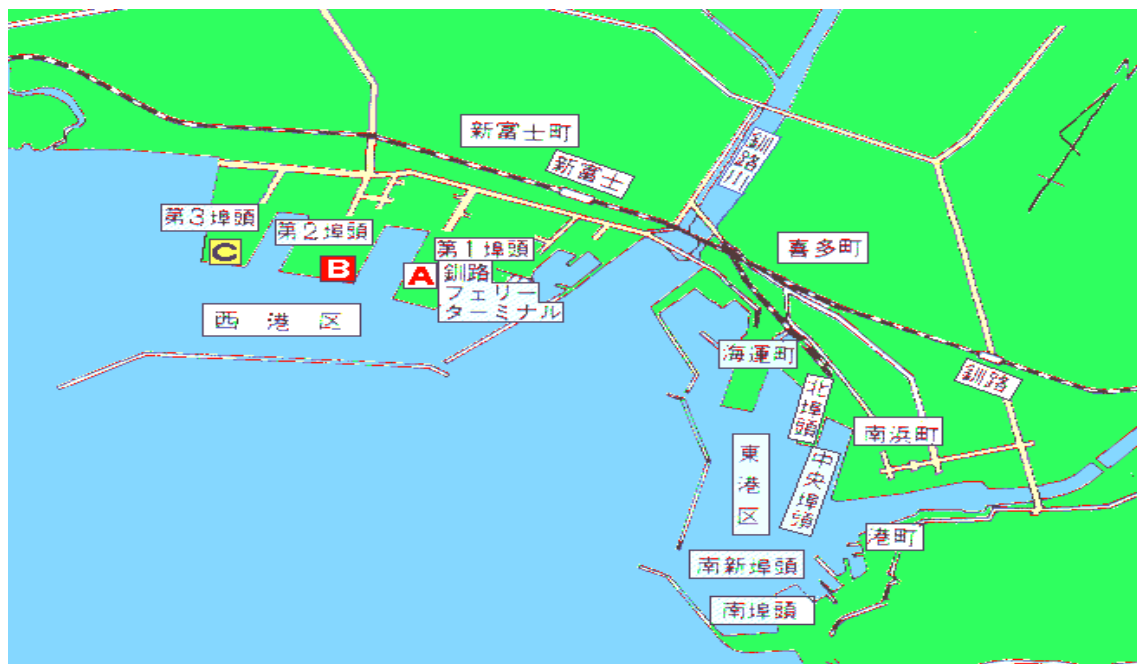 N
新富士町
新富士
釧路川
第3埠頭
C
第2埠頭
B
第1埠頭
A
釧路
フェリー
ターミナル
喜多町
西港区
海運町
釧路
北埠頭
南浜町
東港区
中央埠頭
港町
南新埠頭
南埠頭